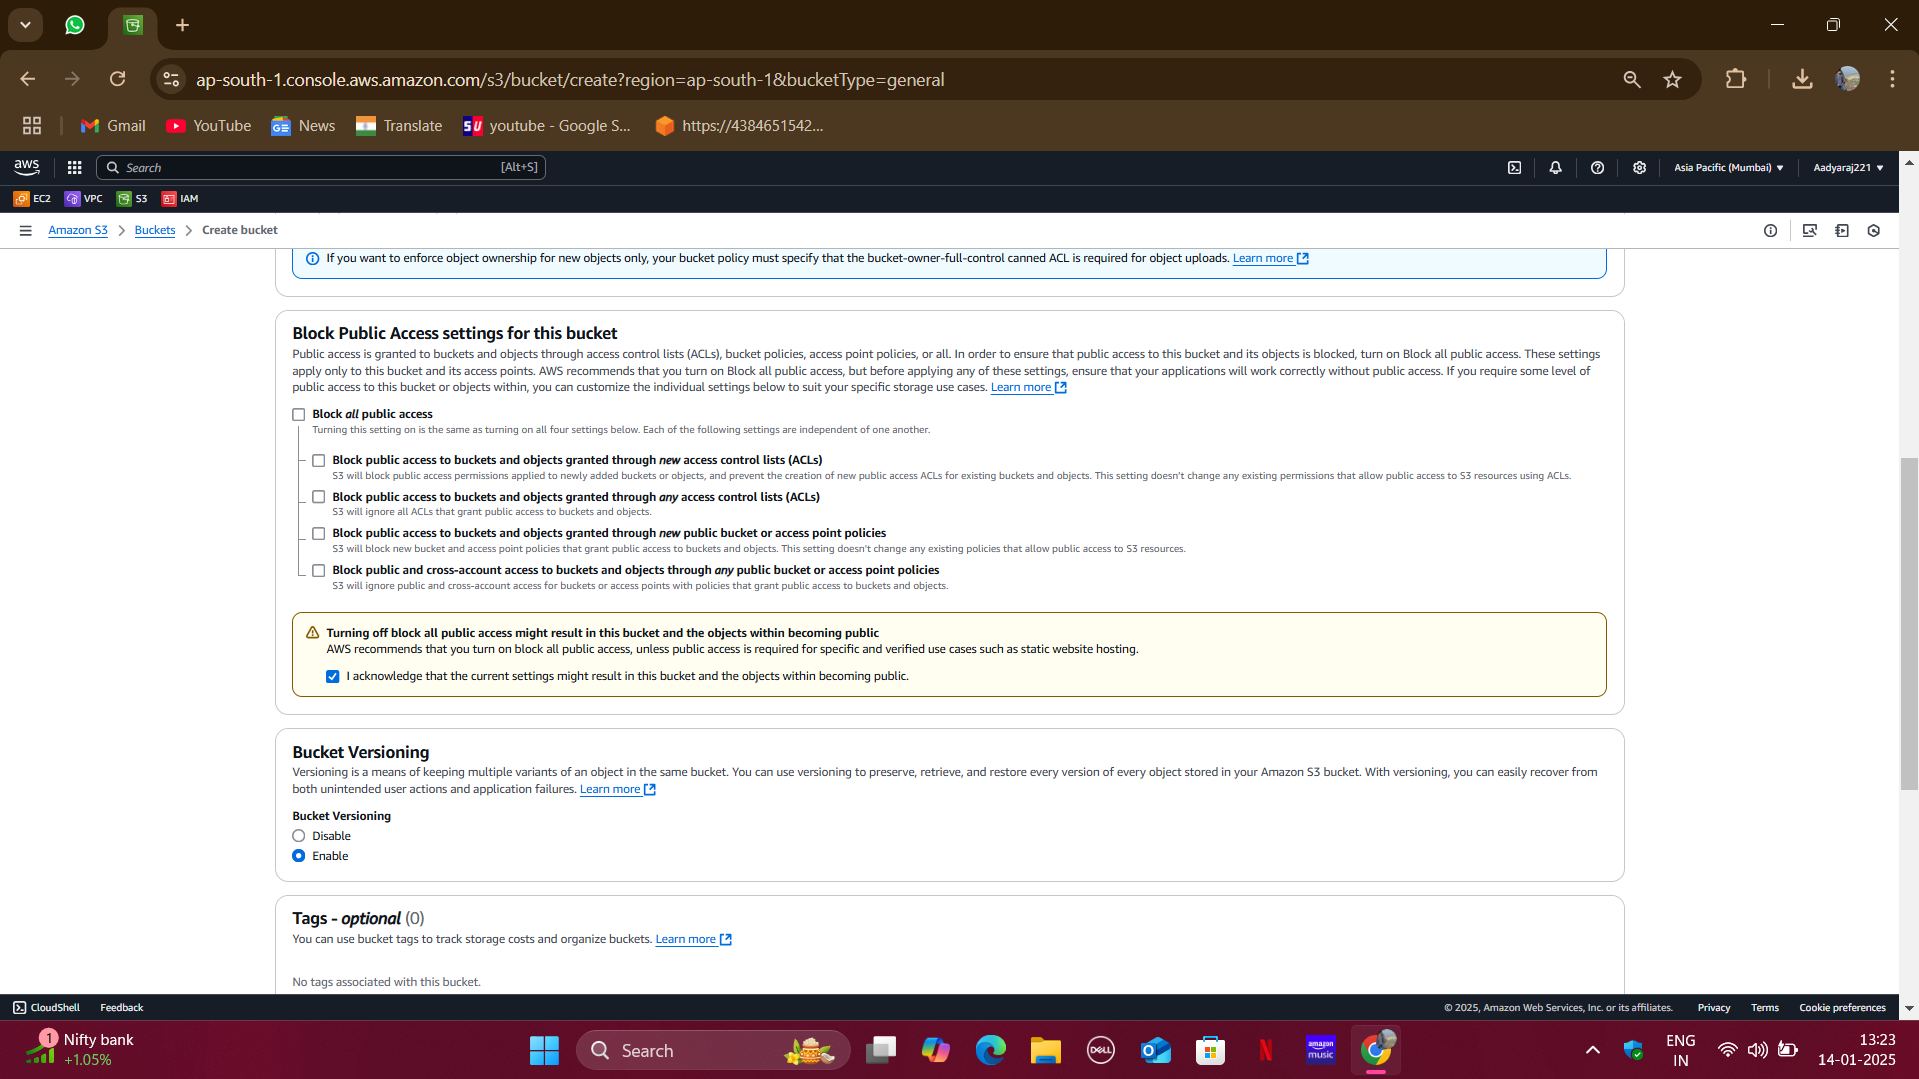 ap-south-1.console.aws.amazon.com/s3/bucket/create?region=ap-south-1&bucketType=general
Gmail
YouTube
News
Translate
youtube - Google S...
https://4384651542...
aws
Search
[Alt+S]
Asia Pacific (Mumbai)
Aadyaraj221
EC2
VPC
S3
IAM
Amazon S3
Buckets
Create bucket
If you want to enforce object ownership for new objects only, your bucket policy must specify that the bucket-owner-full-control canned ACL is required for object uploads. Learn more
Block Public Access settings for this bucket
Public access is granted to buckets and objects through access control lists (ACLs), bucket policies, access point policies, or all. In order to ensure that public access to this bucket and its objects is blocked, turn on Block all public access. These settings
apply only to this bucket and its access points. AWS recommends that you turn on Block all public access, but before applying any of these settings, ensure that your applications will work correctly without public access. If you require some level of
public access to this bucket or objects within, you can customize the individual settings below to suit your specific storage use cases. Learn more
Block all public access
Turning this setting on is the same as turning on all four settings below. Each of the following settings are independent of one another.
Block public access to buckets and objects granted through new access control lists (ACLs)
S3 will block public access permissions applied to newly added buckets or objects, and prevent the creation of new public access ACLs for existing buckets and objects. This setting doesn't change any existing permissions that allow public access to S3 resources using ACLs.
Block public access to buckets and objects granted through any access control lists (ACLs)
S3 will ignore all ACLs that grant public access to buckets and objects.
Block public access to buckets and objects granted through new public bucket or access point policies
S3 will block new bucket and access point policies that grant public access to buckets and objects. This setting doesn't change any existing policies that allow public access to S3 resources.
Block public and cross-account access to buckets and objects through any public bucket or access point policies
S3 will ignore public and cross-account access for buckets or access points with policies that grant public access to buckets and objects.
Turning off block all public access might result in this bucket and the objects within becoming public
AWS recommends that you turn on block all public access, unless public access is required for specific and verified use cases such as static website hosting.
I acknowledge that the current settings might result in this bucket and the objects within becoming public.
Bucket Versioning
Versioning is a means of keeping multiple variants of an object in the same bucket. You can use versioning to preserve, retrieve, and restore every version of every object stored in your Amazon S3 bucket. With versioning, you can easily recover from
both unintended user actions and application failures. Learn more
Bucket Versioning
Disable
Enable
Tags - optional (0)
You can use bucket tags to track storage costs and organize buckets. Learn more
No tags associated with this bucket.
CloudShell
Feedback
© 2025, Amazon Web Services, Inc. or its affiliates.
Privacy
Terms
Cookie preferences
1
Nifty bank
+1.05%
Search
DELL
amazon
music
ENG
IN
13:23
14-01-2025